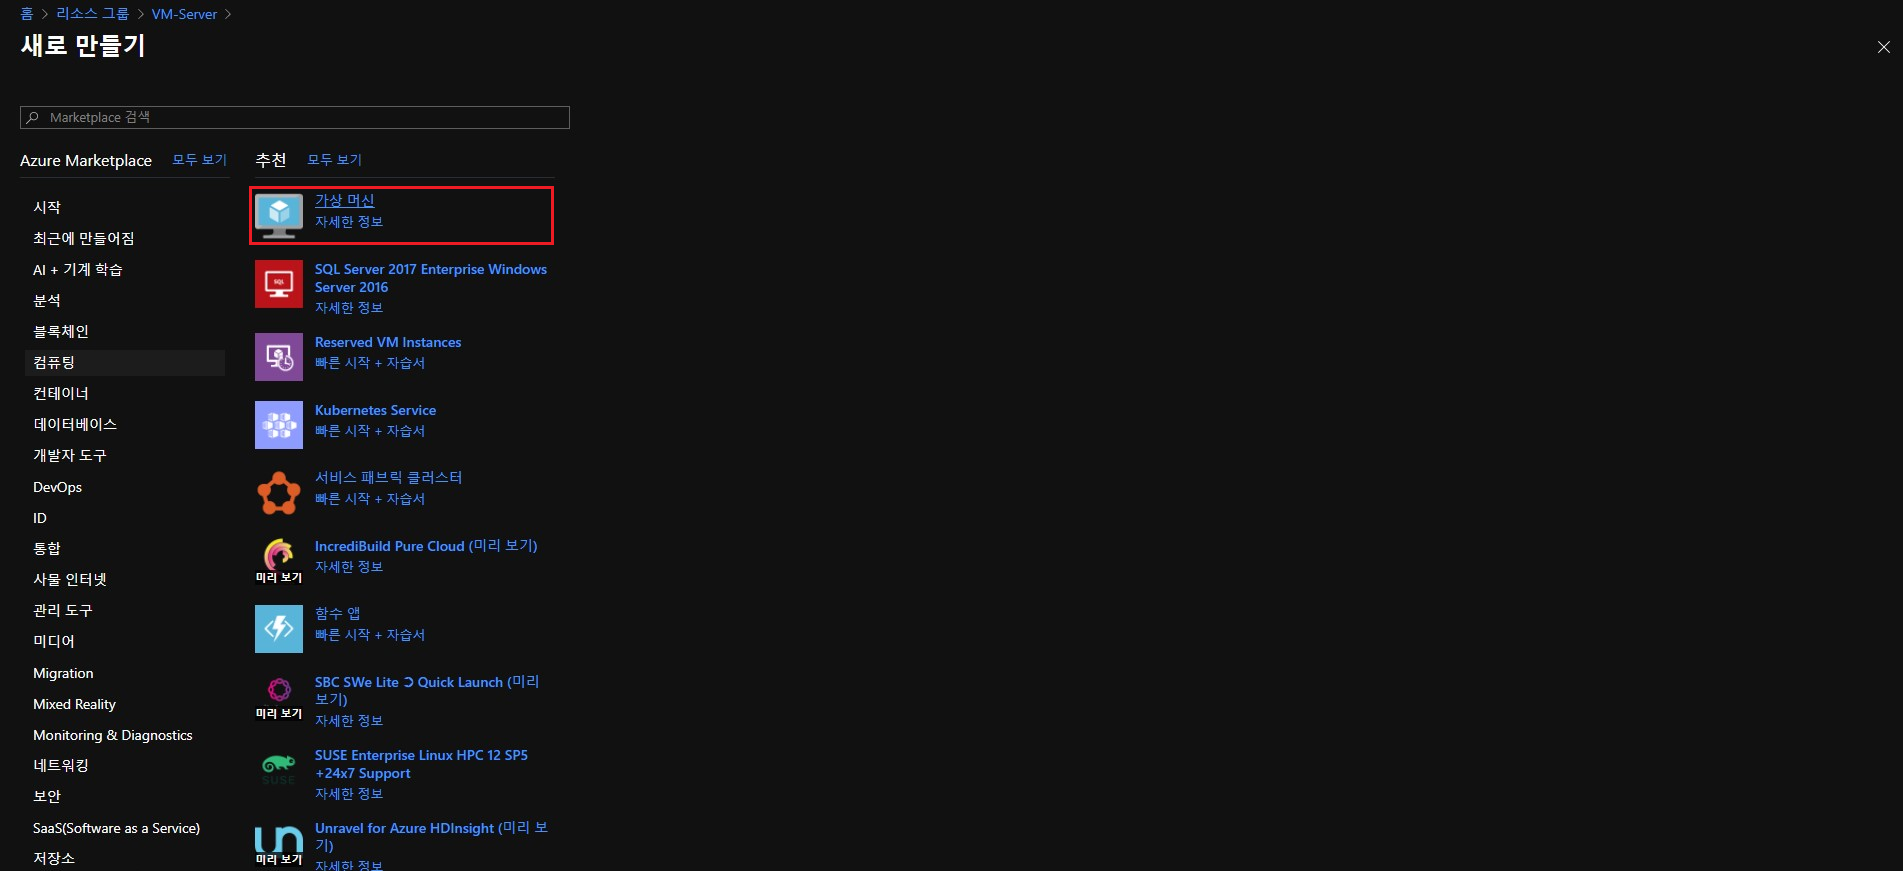 홈 > 리소스 그룹 > VM-Server >
새로 만들기
Marketplace 검색
Azure Marketplace 모두 보기
시작
최근에 만들어짐
AI + 기계 학습
분석
블록체인
컴퓨팅
컨테이너
데이터베이스
개발자 도구
DevOps
ID
통합
사물 인터넷
관리 도구
미디어
Migration
Mixed Reality
Monitoring & Diagnostics
네트워킹
보안
SaaS(Software as a Service)
저장소
추천 모두 보기
가상 머신
자세한 정보
SQL
SQL Server 2017 Enterprise Windows
Server 2016
자세한 정보
Reserved VM Instances
빠른 시작 + 자습서
Kubernetes Service
빠른 시작 + 자습서
서비스 패브릭 클러스터
빠른 시작 + 자습서
미리 보기
IncrediBuild Pure Cloud (미리 보기)
자세한 정보
함수 앱
빠른 시작 + 자습서
미리 보기
SBC SWe Lite Ↄ Quick Launch (미리
보기)
자세한 정보
SUSE
SUSE Enterprise Linux HPC 12 SP5
+24x7 Support
자세한 정보
un
미리 보기
Unravel for Azure HDInsight (미리 보
기)
자세한 정보